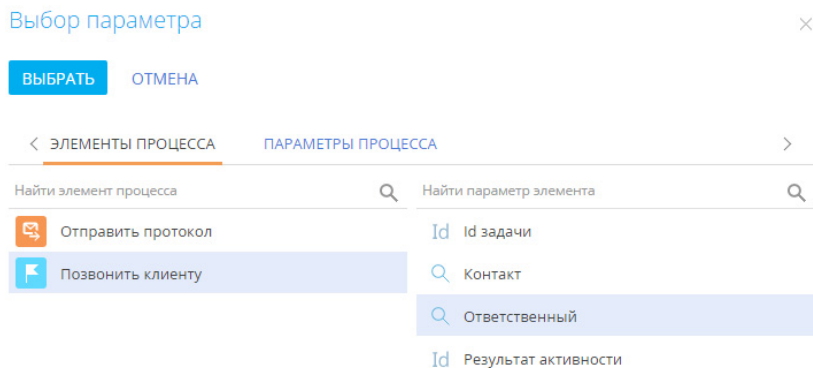 Выбор параметра
ВЫБРАТЬ ОТМЕНА
ЭЛЕМЕНТЫ ПРОЦЕССА ПАРАМЕТРЫ ПРОЦЕССА
Найти элемент процесса Найти параметр элемента
Отправить протокол Id Id задачи
Позвонить клиенту Контакт
Ответственный
Id Результат активности